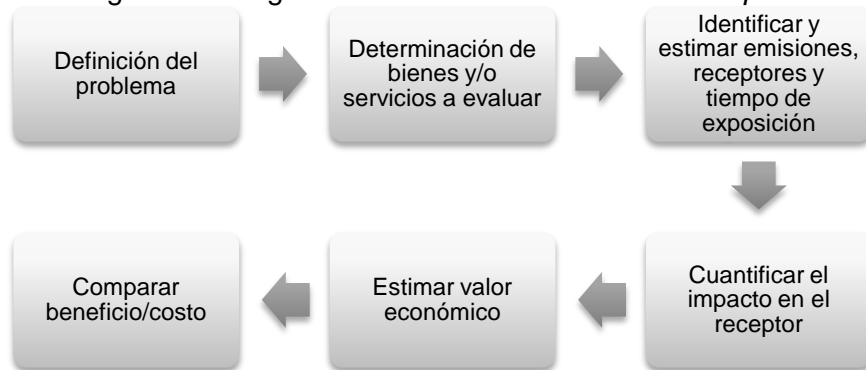 Definición del
problema
Determinación de
bienes y/o
servicios a evaluar
Identificar y
estimar emisiones,
receptores y
tiempo de
exposición
Cuantificar el
impacto en el
receptor
Estimar valor
económico
Comparar
beneficio/costo